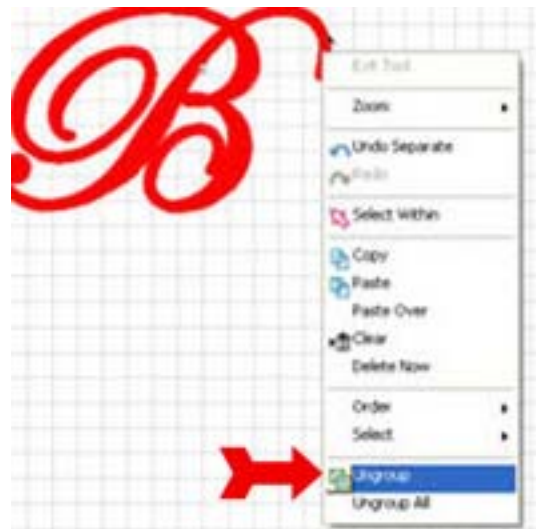 B
Exit Tool
Zoom
Undo Separate
Redo
Select Within
Copy
Paste
Paste Over
Clear
Delete Now
Order
Select
Ungroup
Ungroup All